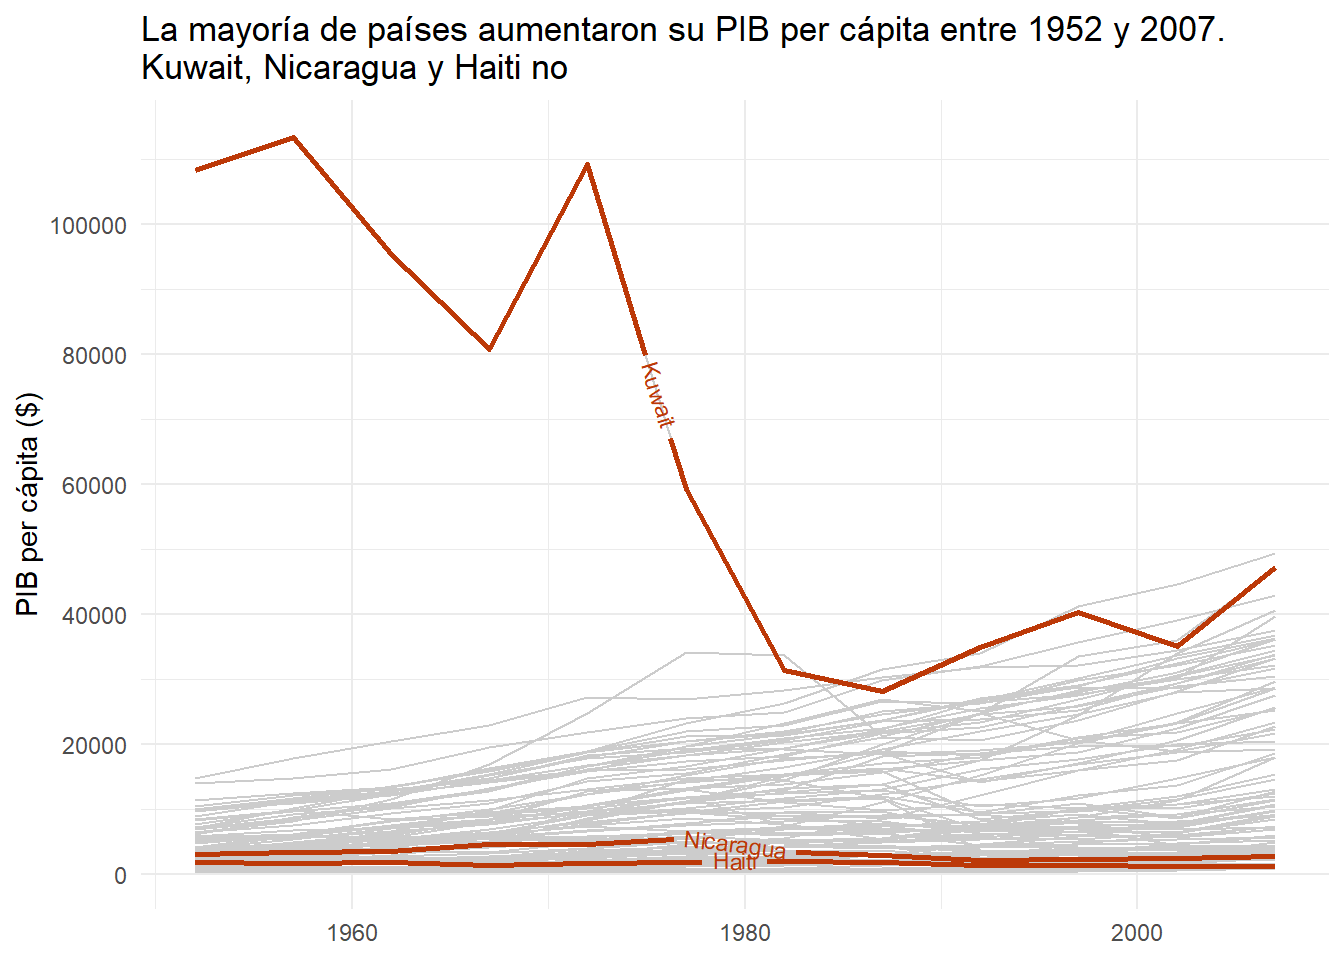 La mayoría de países aumentaron su PIB per cápita entre 1952 y 2007.
Kuwait, Nicaragua y Haiti no
PIB per cápita ($)
100000
80000
60000
40000
20000
0
Kuwait
Nicaragua
Haiti
1960
1980
2000